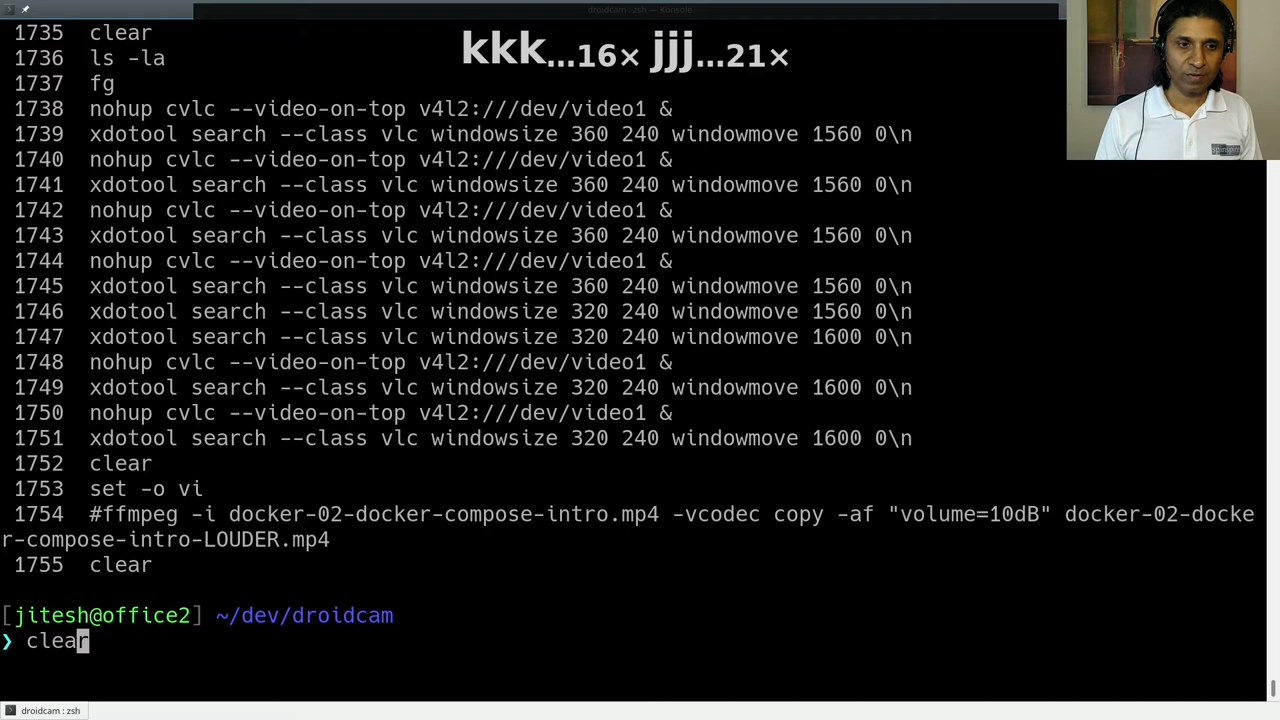 droidcam : zsh — Konsole
kkk...16× jjj...21×
1735 clear
1736 ls -la
1737 fg
1738 nohup cvlc --video-on-top v4l2:///dev/video1 &
1739 xdotool search --class vlc windowsize 360 240 windowmove 1560 0\n
1740 nohup cvlc --video-on-top v4l2:///dev/video1 &
1741 xdotool search --class vlc windowsize 360 240 windowmove 1560 0\n
1742 nohup cvlc --video-on-top v4l2:///dev/video1 &
1743 xdotool search --class vlc windowsize 360 240 windowmove 1560 0\n
1744 nohup cvlc --video-on-top v4l2:///dev/video1 &
1745 xdotool search --class vlc windowsize 360 240 windowmove 1560 0\n
1746 xdotool search --class vlc windowsize 320 240 windowmove 1560 0\n
1747 xdotool search --class vlc windowsize 320 240 windowmove 1600 0\n
1748 nohup cvlc --video-on-top v4l2:///dev/video1 &
1749 xdotool search --class vlc windowsize 320 240 windowmove 1600 0\n
1750 nohup cvlc --video-on-top v4l2:///dev/video1 &
1751 xdotool search --class vlc windowsize 320 240 windowmove 1600 0\n
1752 clear
1753 set -o vi
1754 #ffmpeg -i docker-02-docker-compose-intro.mp4 -vcodec copy -af "volume=10dB" docker-02-docke
r-compose-intro-LOUDER.mp4
1755 clear
[jitesh@office2] ~/dev/droidcam
❯ clear
droidcam : zsh